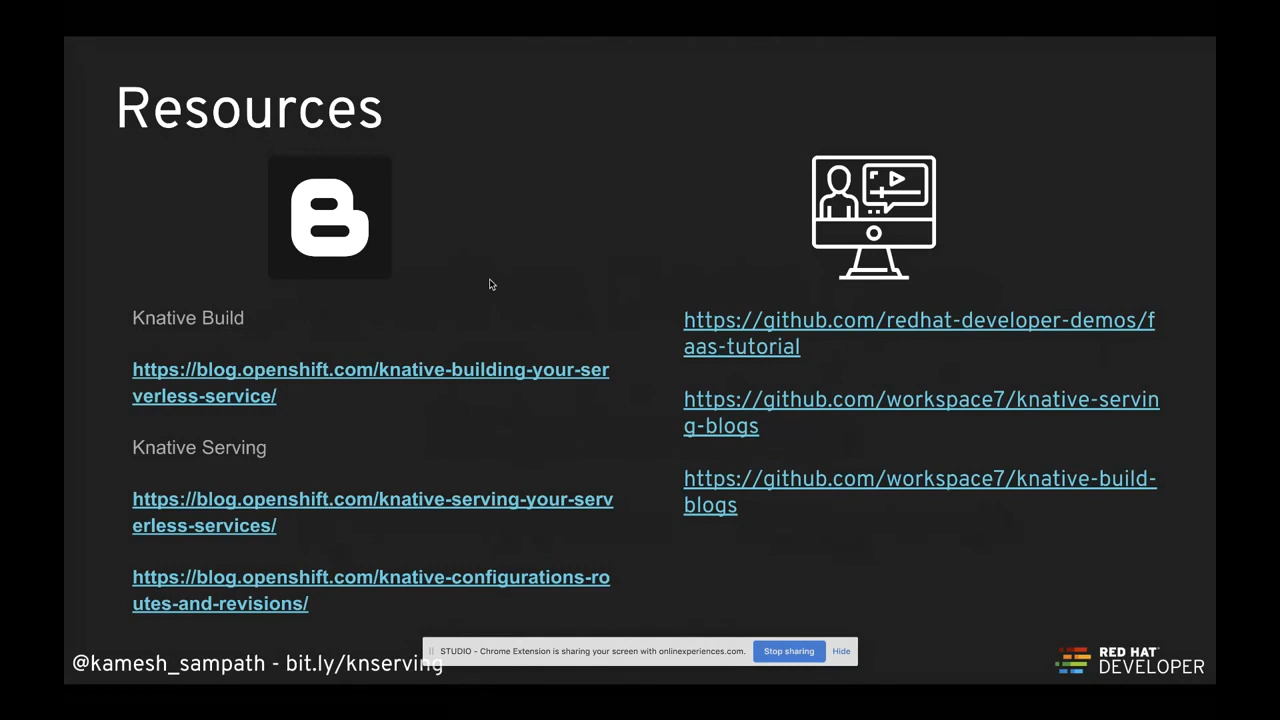 Resources
Knative Build
https://blog.openshift.com/knative-building-your-ser
verless-service/
Knative Serving
https://blog.openshift.com/knative-serving-your-serv
erless-services/
https://blog.openshift.com/knative-configurations-ro
utes-and-revisions/
https://github.com/redhat-developer-demos/f
aas-tutorial
https://github.com/workspace7/knative-servin
g-blogs
https://github.com/workspace7/knative-build-
blogs
@kamesh_sampath - bit.ly/knserving
STUDIO - Chrome Extension is sharing your screen with onlinexperiences.com.
Stop sharing
Hide
RED HAT
DEVELOPER